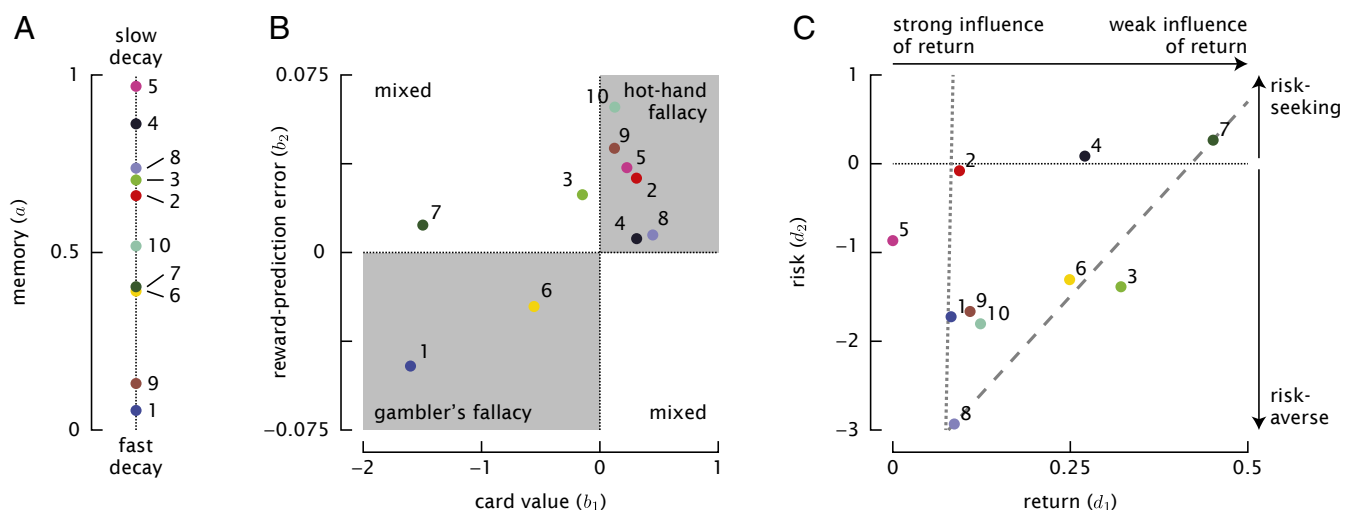 A
slow
decay
1
5
4
8
3
2
0.5
10
7
6
9
1
0
fast
decay
memory (a)
B
0.075
mixed
hot-hand
fallacy
10
9
5
3
2
7
4
8
0
6
1
gambler's fallacy
mixed
−0.075
−2
−1
0
1
reward-prediction error (b2)
card value (b1)
C
strong influence
of return
weak influence
of return
1
risk-
seeking
7
4
2
0
5
−1
6
3
1
9
10
−2
8
risk-
averse
−3
0
0.25
0.5
risk (d2)
return (d1)